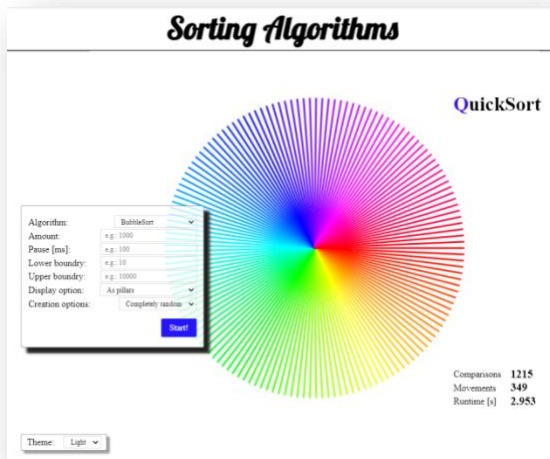 Sorting Algorithms
QuickSort
Algorithm: BubbleSort
Amount: e.g.: 1000
Pause [ms]: e.g.: 100
Lower boundry: e.g.: 10
Upper boundry: e.g.: 10000
Display option: As pillars
Creation options: Completely random
Start!
Comparisons 1215
Movements 349
Runtime [s] 2.953
Theme: Light